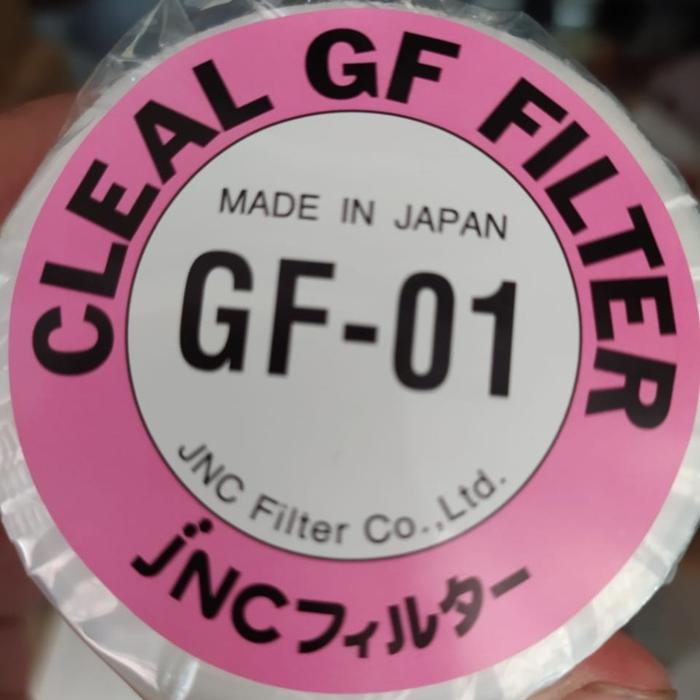 CLEAL GF FILTER
MADE IN JAPAN
GF-01
JNC Filter Co.,Ltd.
JNCフィルター